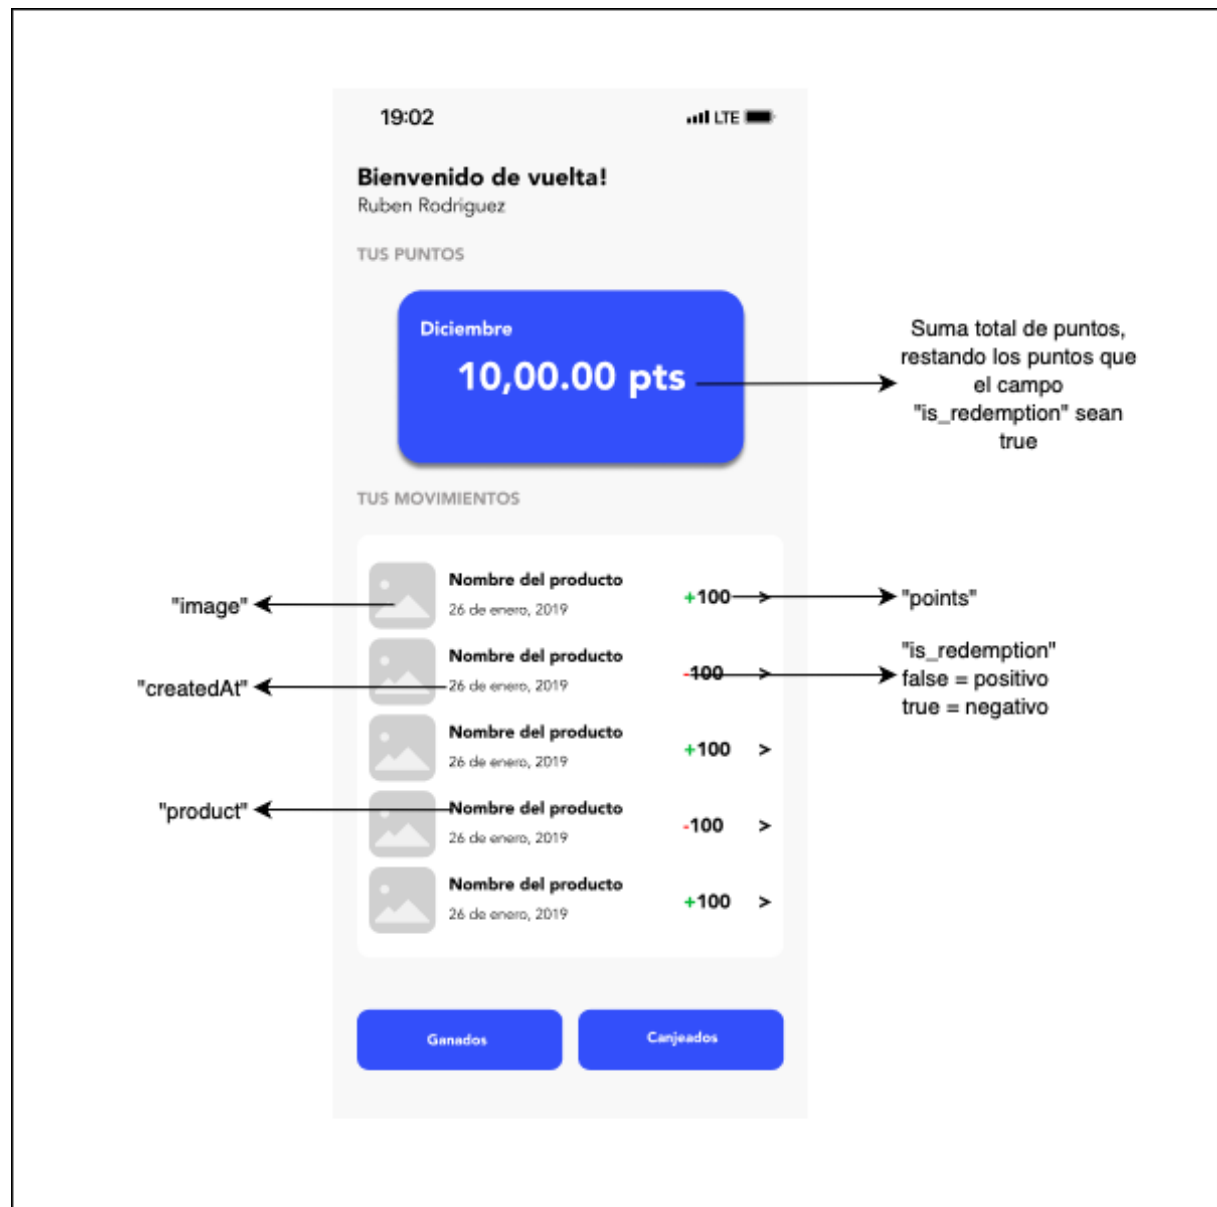 19:02
LTE
Bienvenido de vuelta!
Ruben Rodriguez
TUS PUNTOS
Diciembre
10,00.00 pts
Suma total de puntos,
restando los puntos que
el campo
"is_redemption" sean
true
TUS MOVIMIENTOS
"image"
Nombre del producto
26 de enero, 2019
+100 >
"points"
"createdAt"
Nombre del producto
26 de enero, 2019
-100 >
"is_redemption"
false = positivo
true = negativo
Nombre del producto
26 de enero, 2019
+100 >
"product"
Nombre del producto
26 de enero, 2019
-100 >
Nombre del producto
26 de enero, 2019
+100 >
Ganados
Canjeados